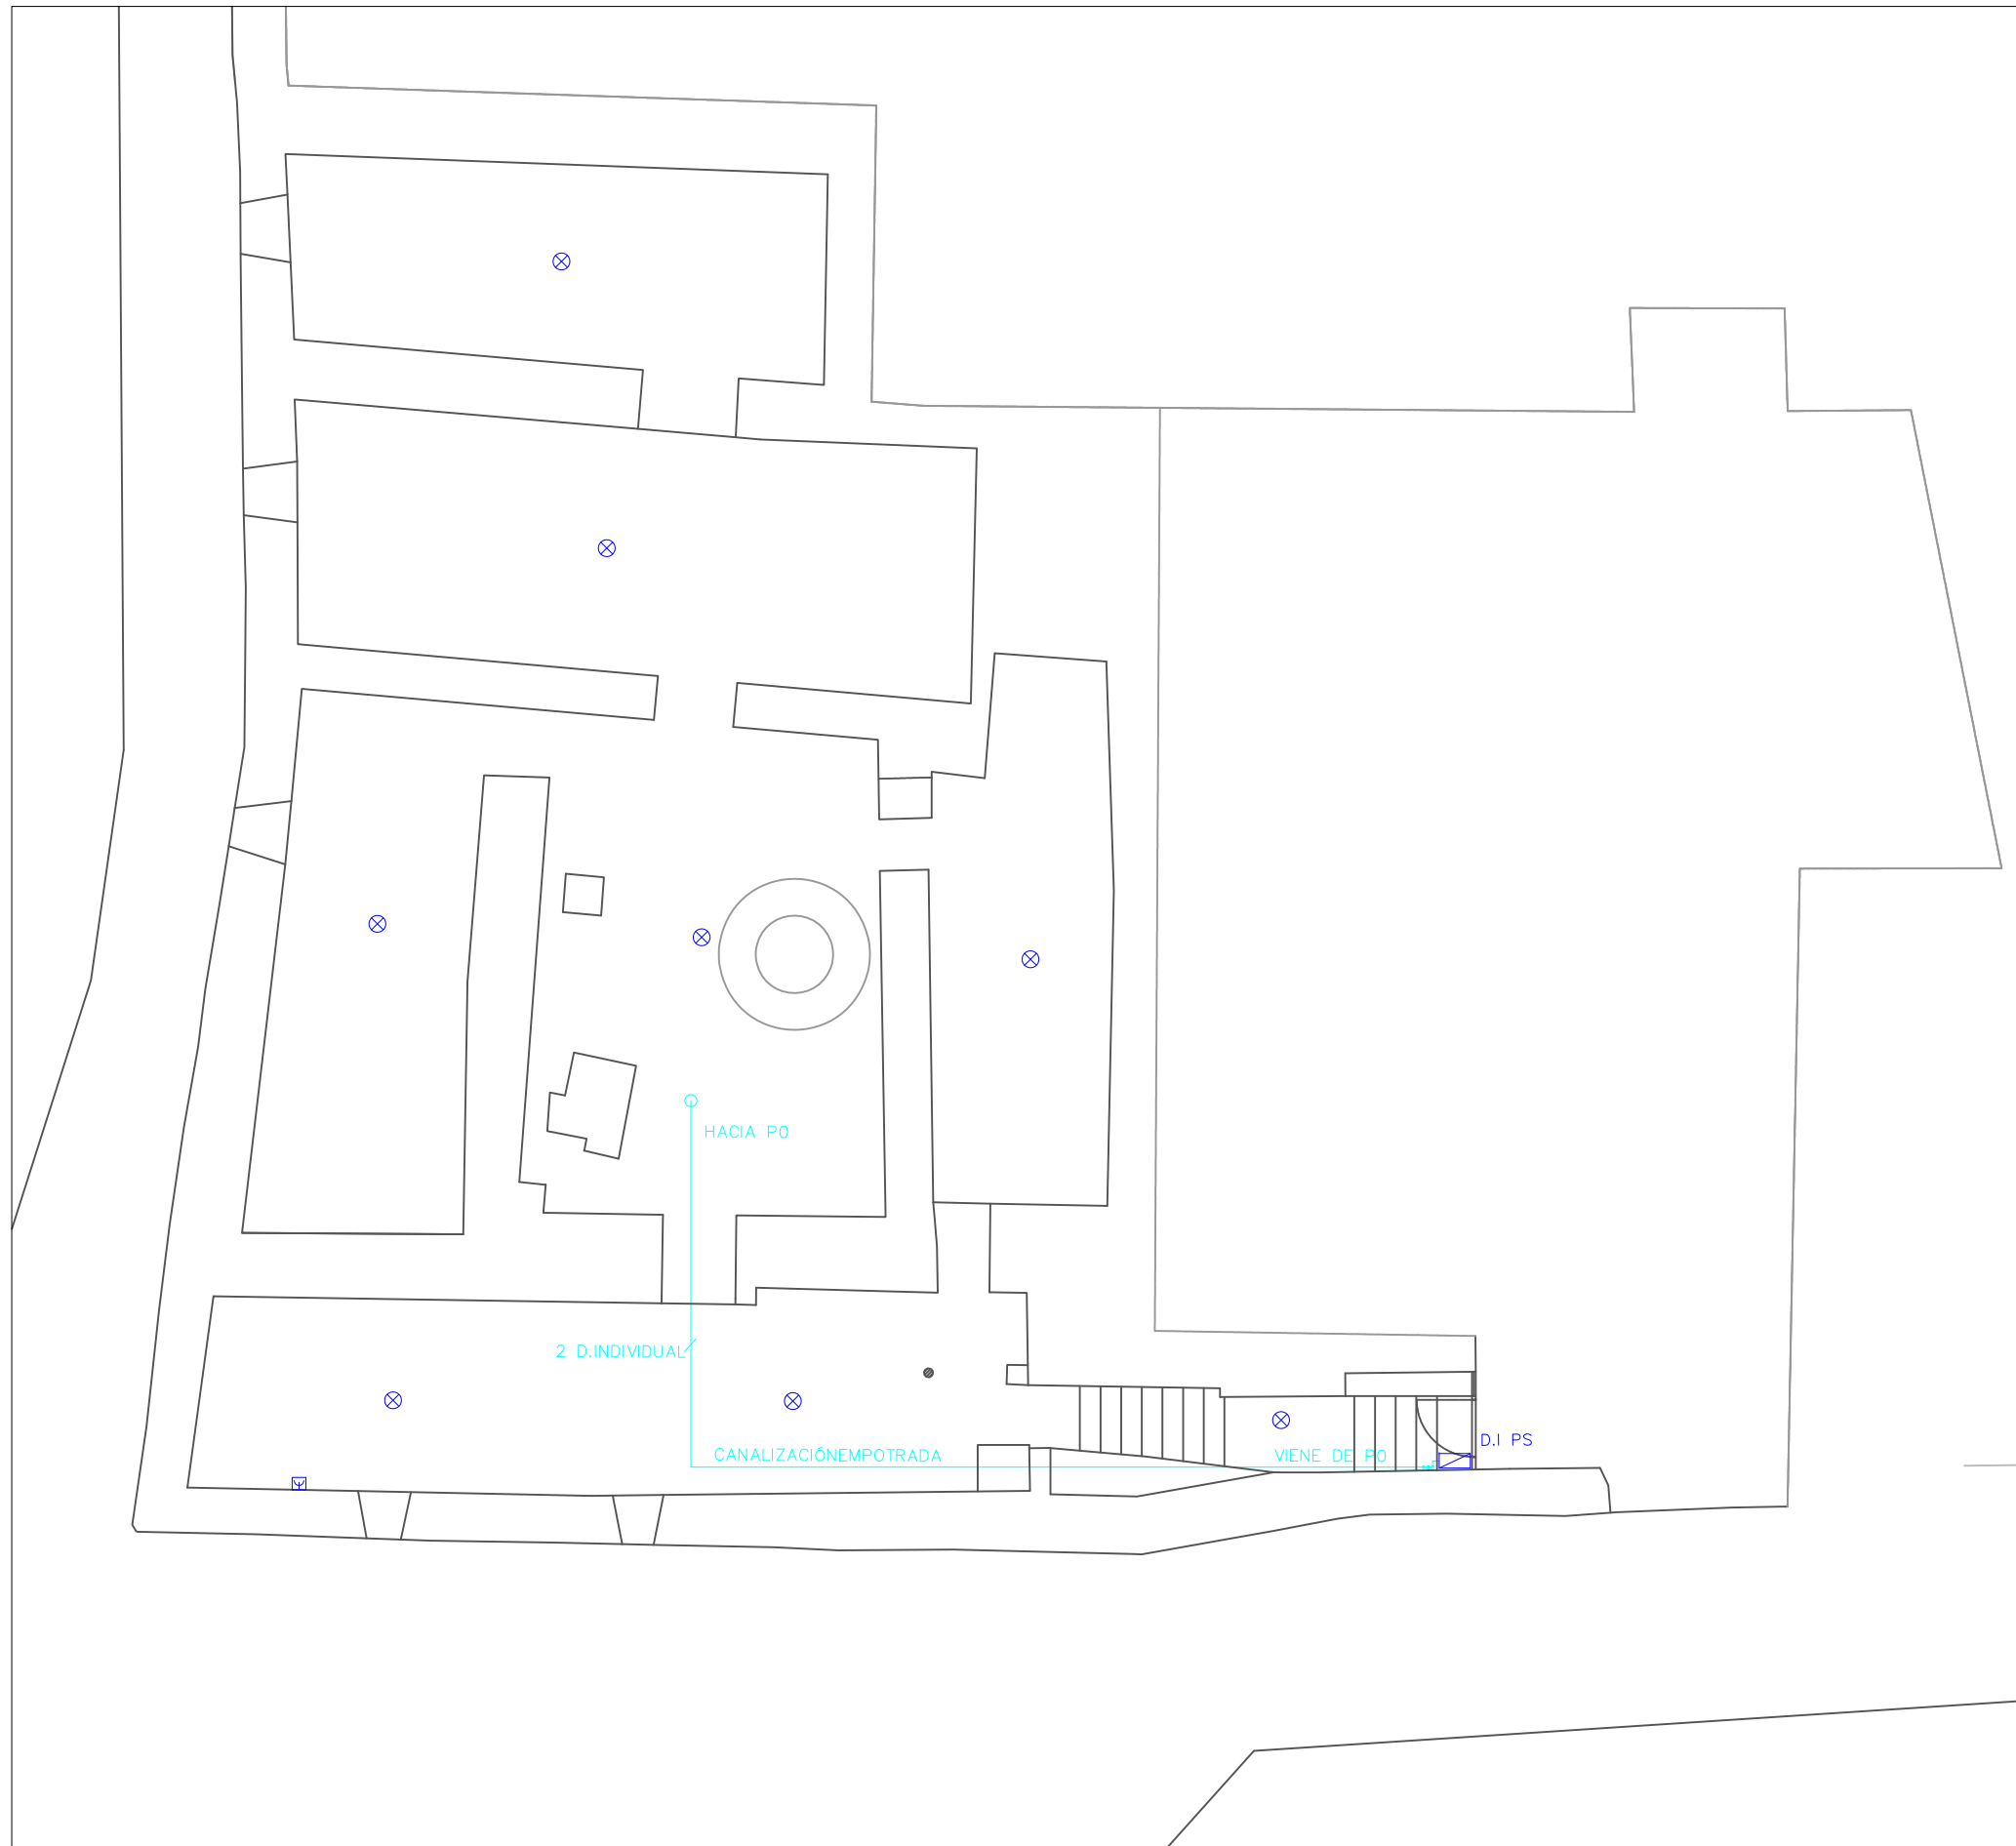 HACIA P0
2 D.INDIVIDUAL
D.I PS
CANALIZACIÓNEMPOTRADA
VIENE DE P0